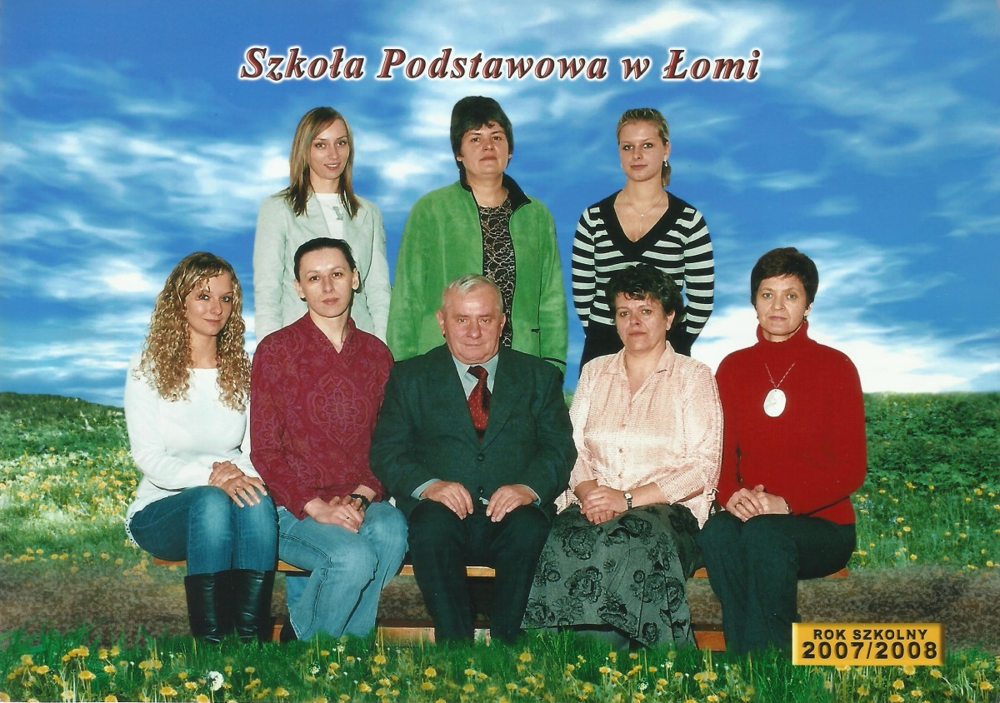 Szkoła Podstawowa w Łomi
ROK SZKOLNY
2007/2008